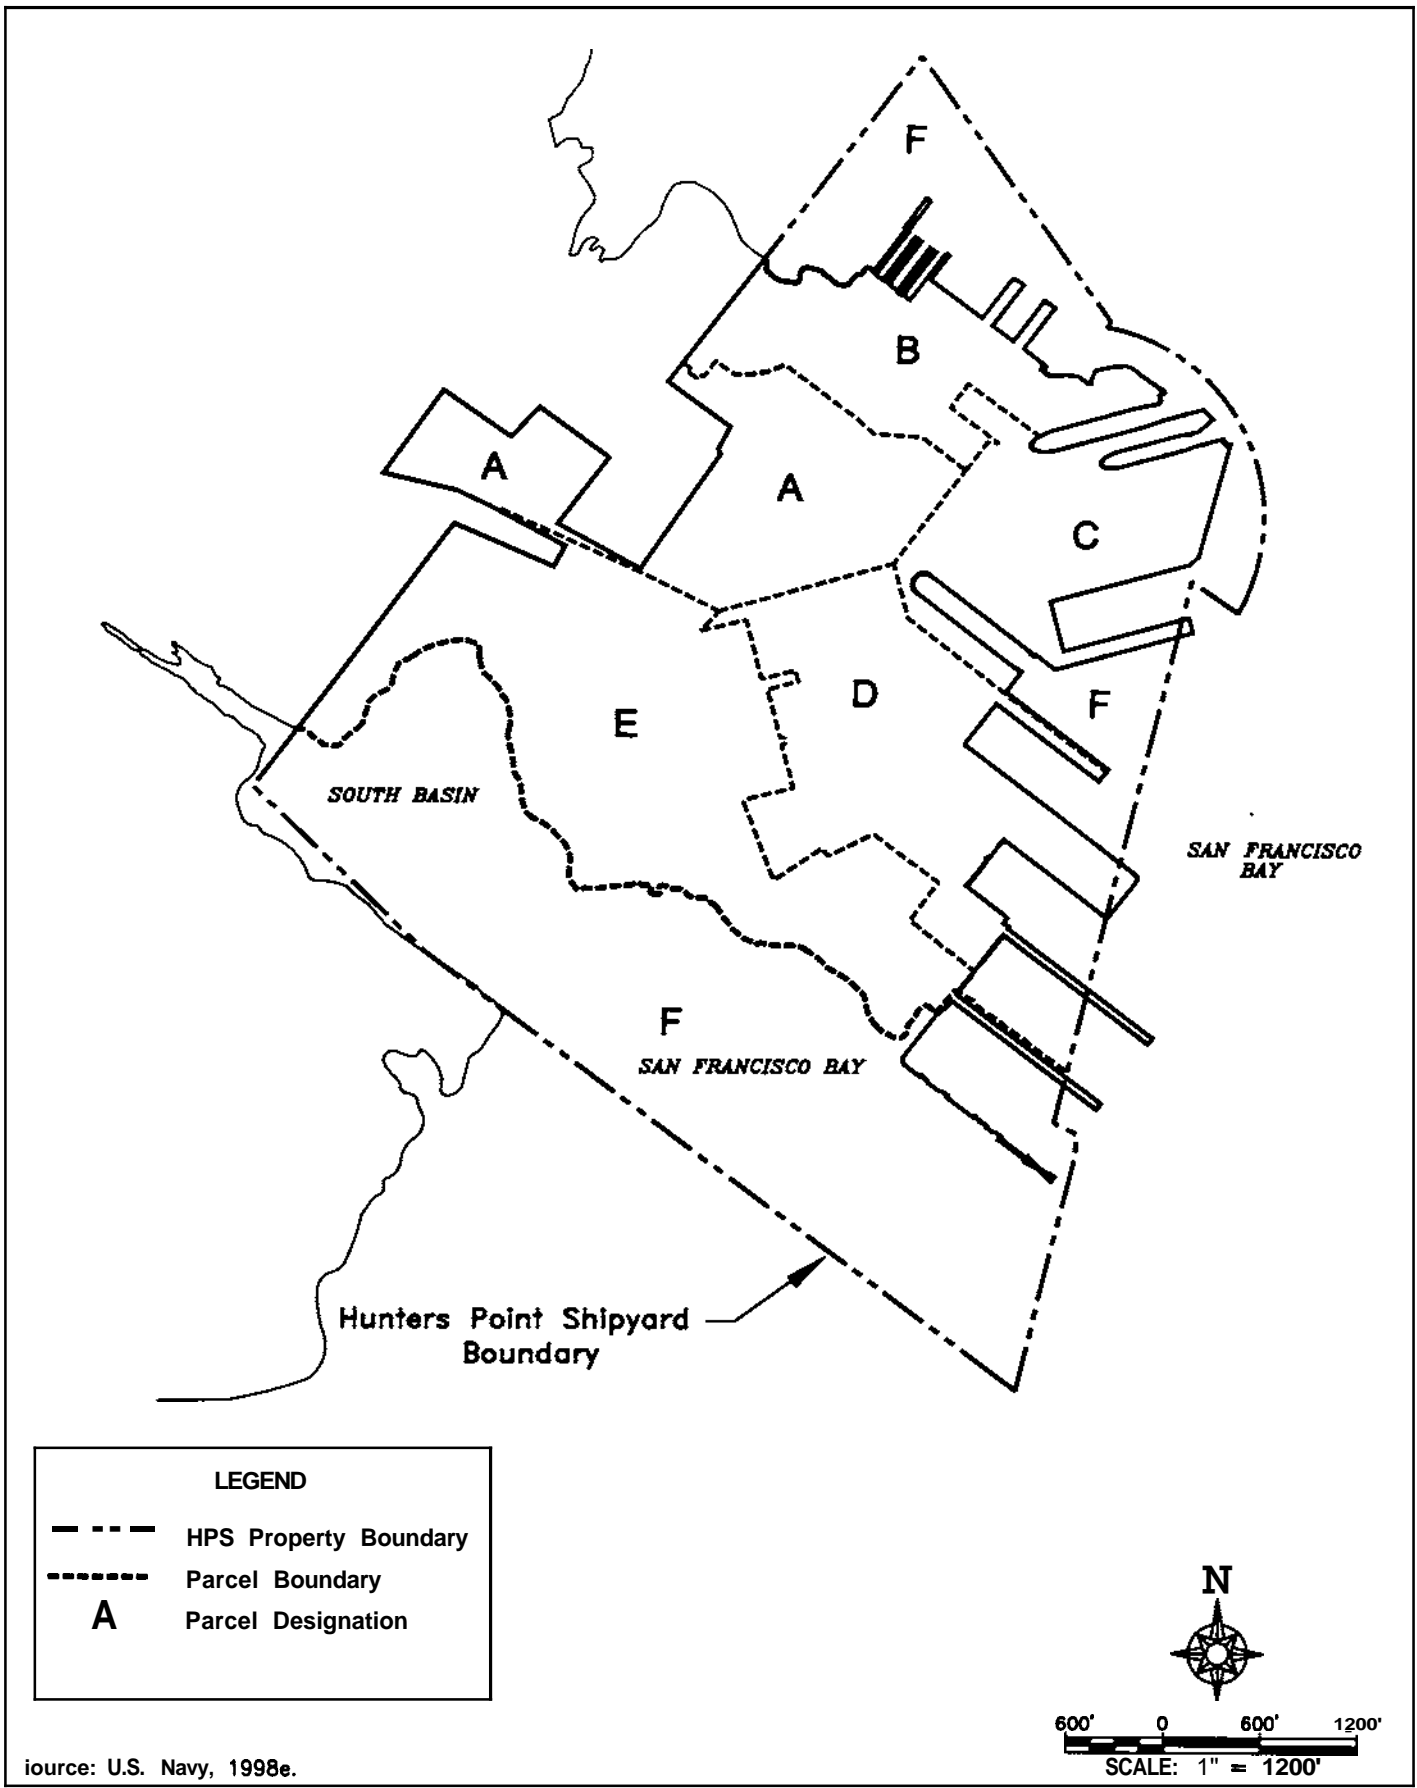 F
B
A
A
C
D
F
E
SOUTH BASIN
SAN FRANCISCO
BAY
F
SAN FRANCISCO BAY
Hunters Point Shipyard
Boundary
LEGEND
HPS Property Boundary
Parcel Boundary
A Parcel Designation
N
600' 0 600' 1200'
SCALE: 1" = 1200'
iource: U.S. Navy, 1998e.